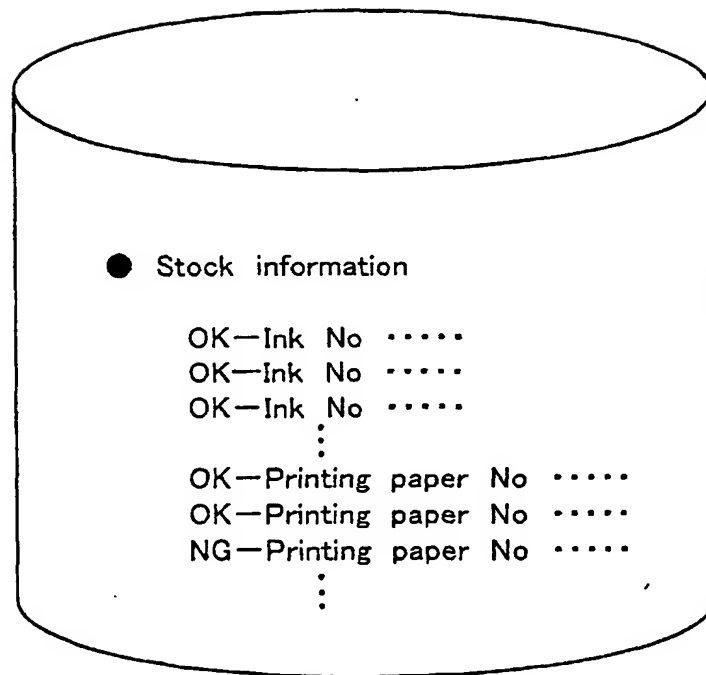 ● Stock information
OK—Ink No ・・・・・
OK—Ink No ・・・・・
OK—Ink No ・・・・・
⋮
OK—Printing paper No ・・・・・
OK—Printing paper No ・・・・・
NG—Printing paper No ・・・・・
⋮